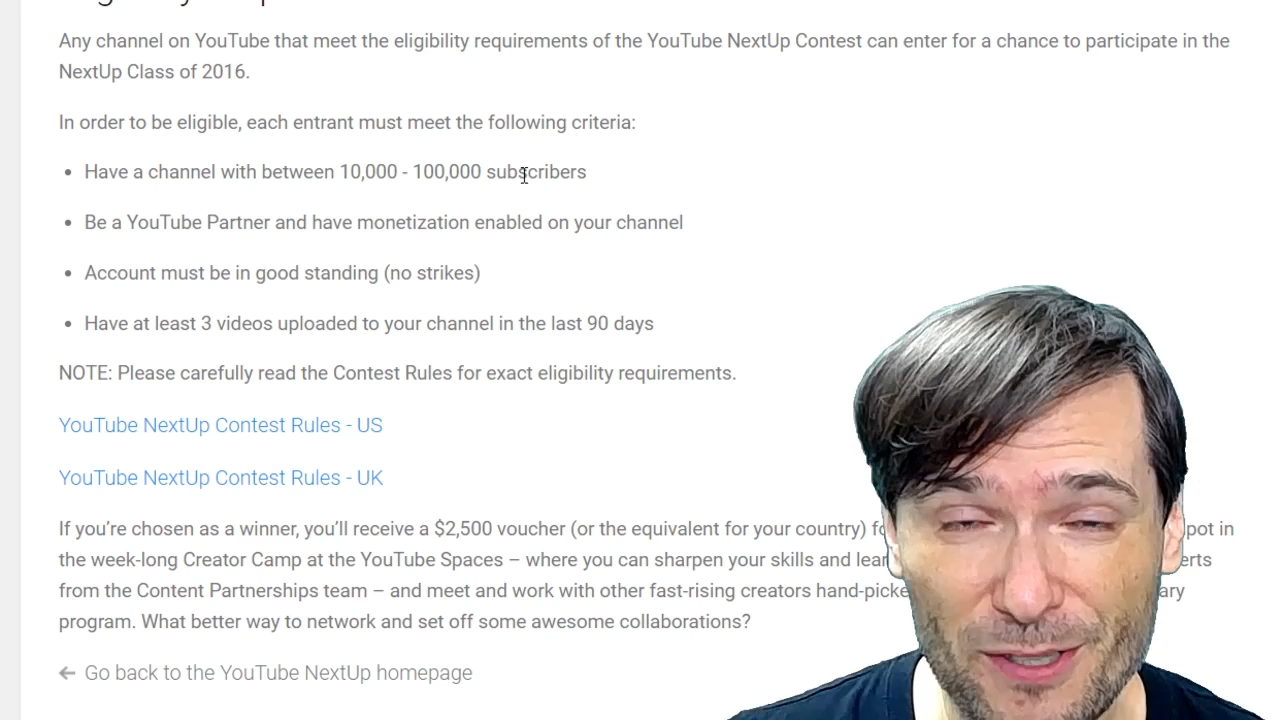 Any channel on YouTube that meet the eligibility requirements of the YouTube NextUp Contest can enter for a chance to participate in the
NextUp Class of 2016.
In order to be eligible, each entrant must meet the following criteria:
• Have a channel with between 10,000 - 100,000 subscribers
• Be a YouTube Partner and have monetization enabled on your channel
• Account must be in good standing (no strikes)
• Have at least 3 videos uploaded to your channel in the last 90 days
NOTE: Please carefully read the Contest Rules for exact eligibility requirements.
YouTube NextUp Contest Rules - US
YouTube NextUp Contest Rules - UK
If you’re chosen as a winner, you’ll receive a $2,500 voucher (or the equivalent for your country)
the week-long Creator Camp at the YouTube Spaces – where you can sharpen your skills and
from the Content Partnerships team – and meet and work with other fast-rising creators
program. What better way to network and set off some awesome collaborations?
← Go back to the YouTube NextUp homepage